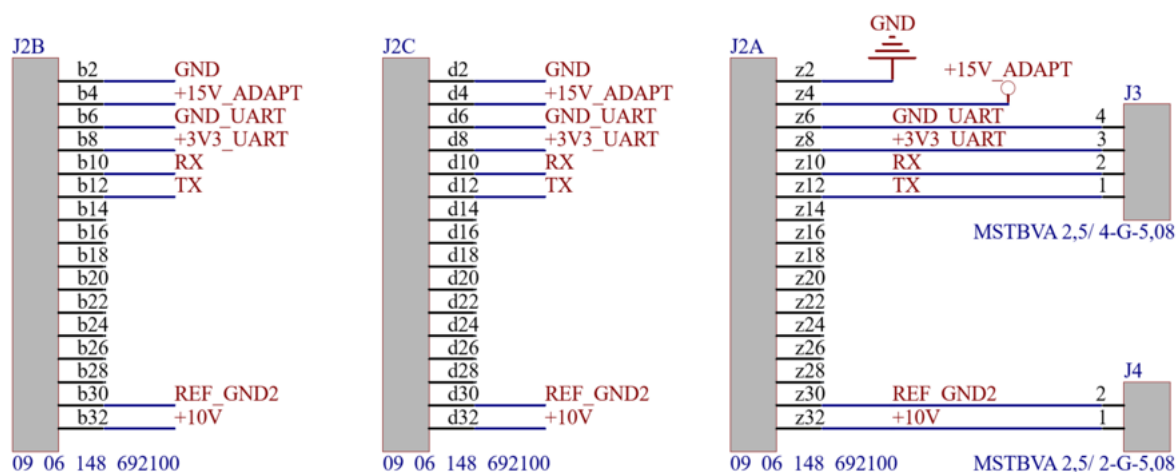 J2B
b2 GND
b4 +15V_ADAPT
b6 GND_UART
b8 +3V3_UART
b10 RX
b12 TX
b14
b16
b18
b20
b22
b24
b26
b28
b30 REF_GND2
b32 +10V
09 06 148 692100
J2C
d2 GND
d4 +15V_ADAPT
d6 GND_UART
d8 +3V3_UART
d10 RX
d12 TX
d14
d16
d18
d20
d22
d24
d26
d28
d30 REF_GND2
d32 +10V
09 06 148 692100
J2A
GND
z2
+15V_ADAPT
z4
J3
z6 GND_UART 4
z8 +3V3_UART 3
z10 RX 2
z12 TX 1
z14
MSTBVA 2,5/ 4-G-5,08
z16
z18
z20
z22
z24
z26
z28
J4
z30 REF_GND2 2
z32 +10V 1
09 06 148 692100
MSTBVA 2,5/ 2-G-5,08